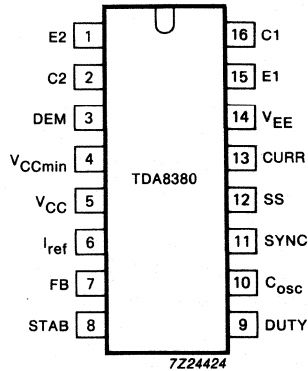 E2 1 16 C1
C2 2 15 E1
DEM 3 14 VEE
VCCmin 4 13 CURR
TDA8380
VCC 5 12 SS
Iref 6 11 SYNC
FB 7 10 Cosc
STAB 8 9 DUTY
7Z24424